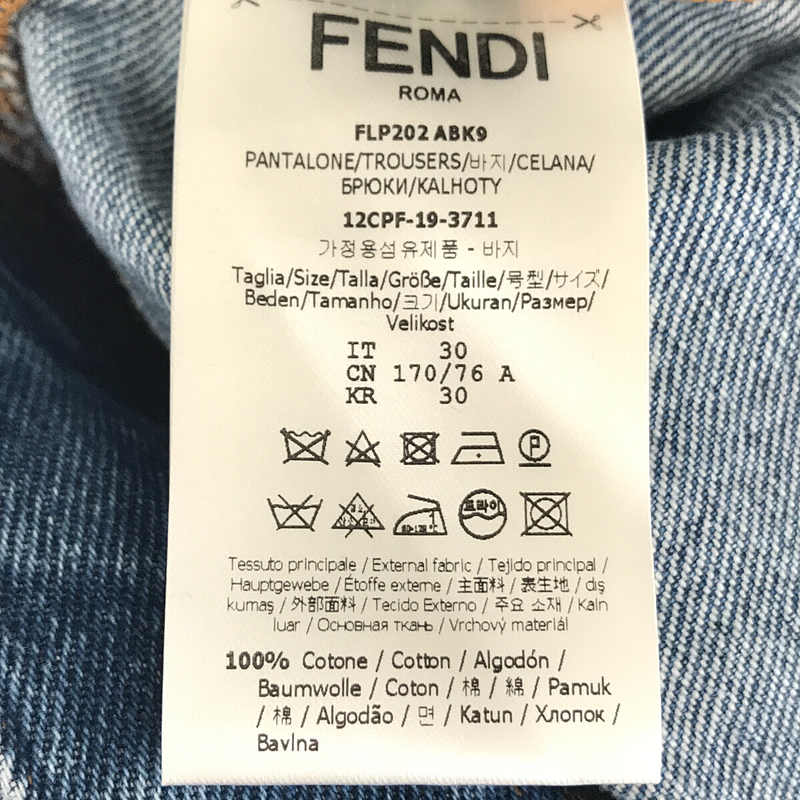 FENDI
ROMA
FLP202 ABK9
PANTALONE/TROUSERS/바지/CELANA/
БРЮКИ/KALHOTY
12CPF-19-3711
가정용섬유제품 - 바지
Taglia/Size/Talla/Größe/Taille/号型/サイズ/
Beden/Tamanho/크기/Ukuran/Размер/
Velikost
IT 30
CN 170/76 A
KR 30
P
드라이
Tessuto principale / External fabric / Tejido principal /
Hauptgewebe / Étoffe externe / 主面料 / 表生地 / dış
kumaş / 外部面料 / Tecido Externo / 주요 소재 / Kain
luar / Основная ткань / Vrchový materiál
100% Cotone / Cotton / Algodón /
Baumwolle / Coton / 棉 / 綿 / Pamuk
/ 棉 / Algodão / 면 / Katun / Хлопок /
Bavlna